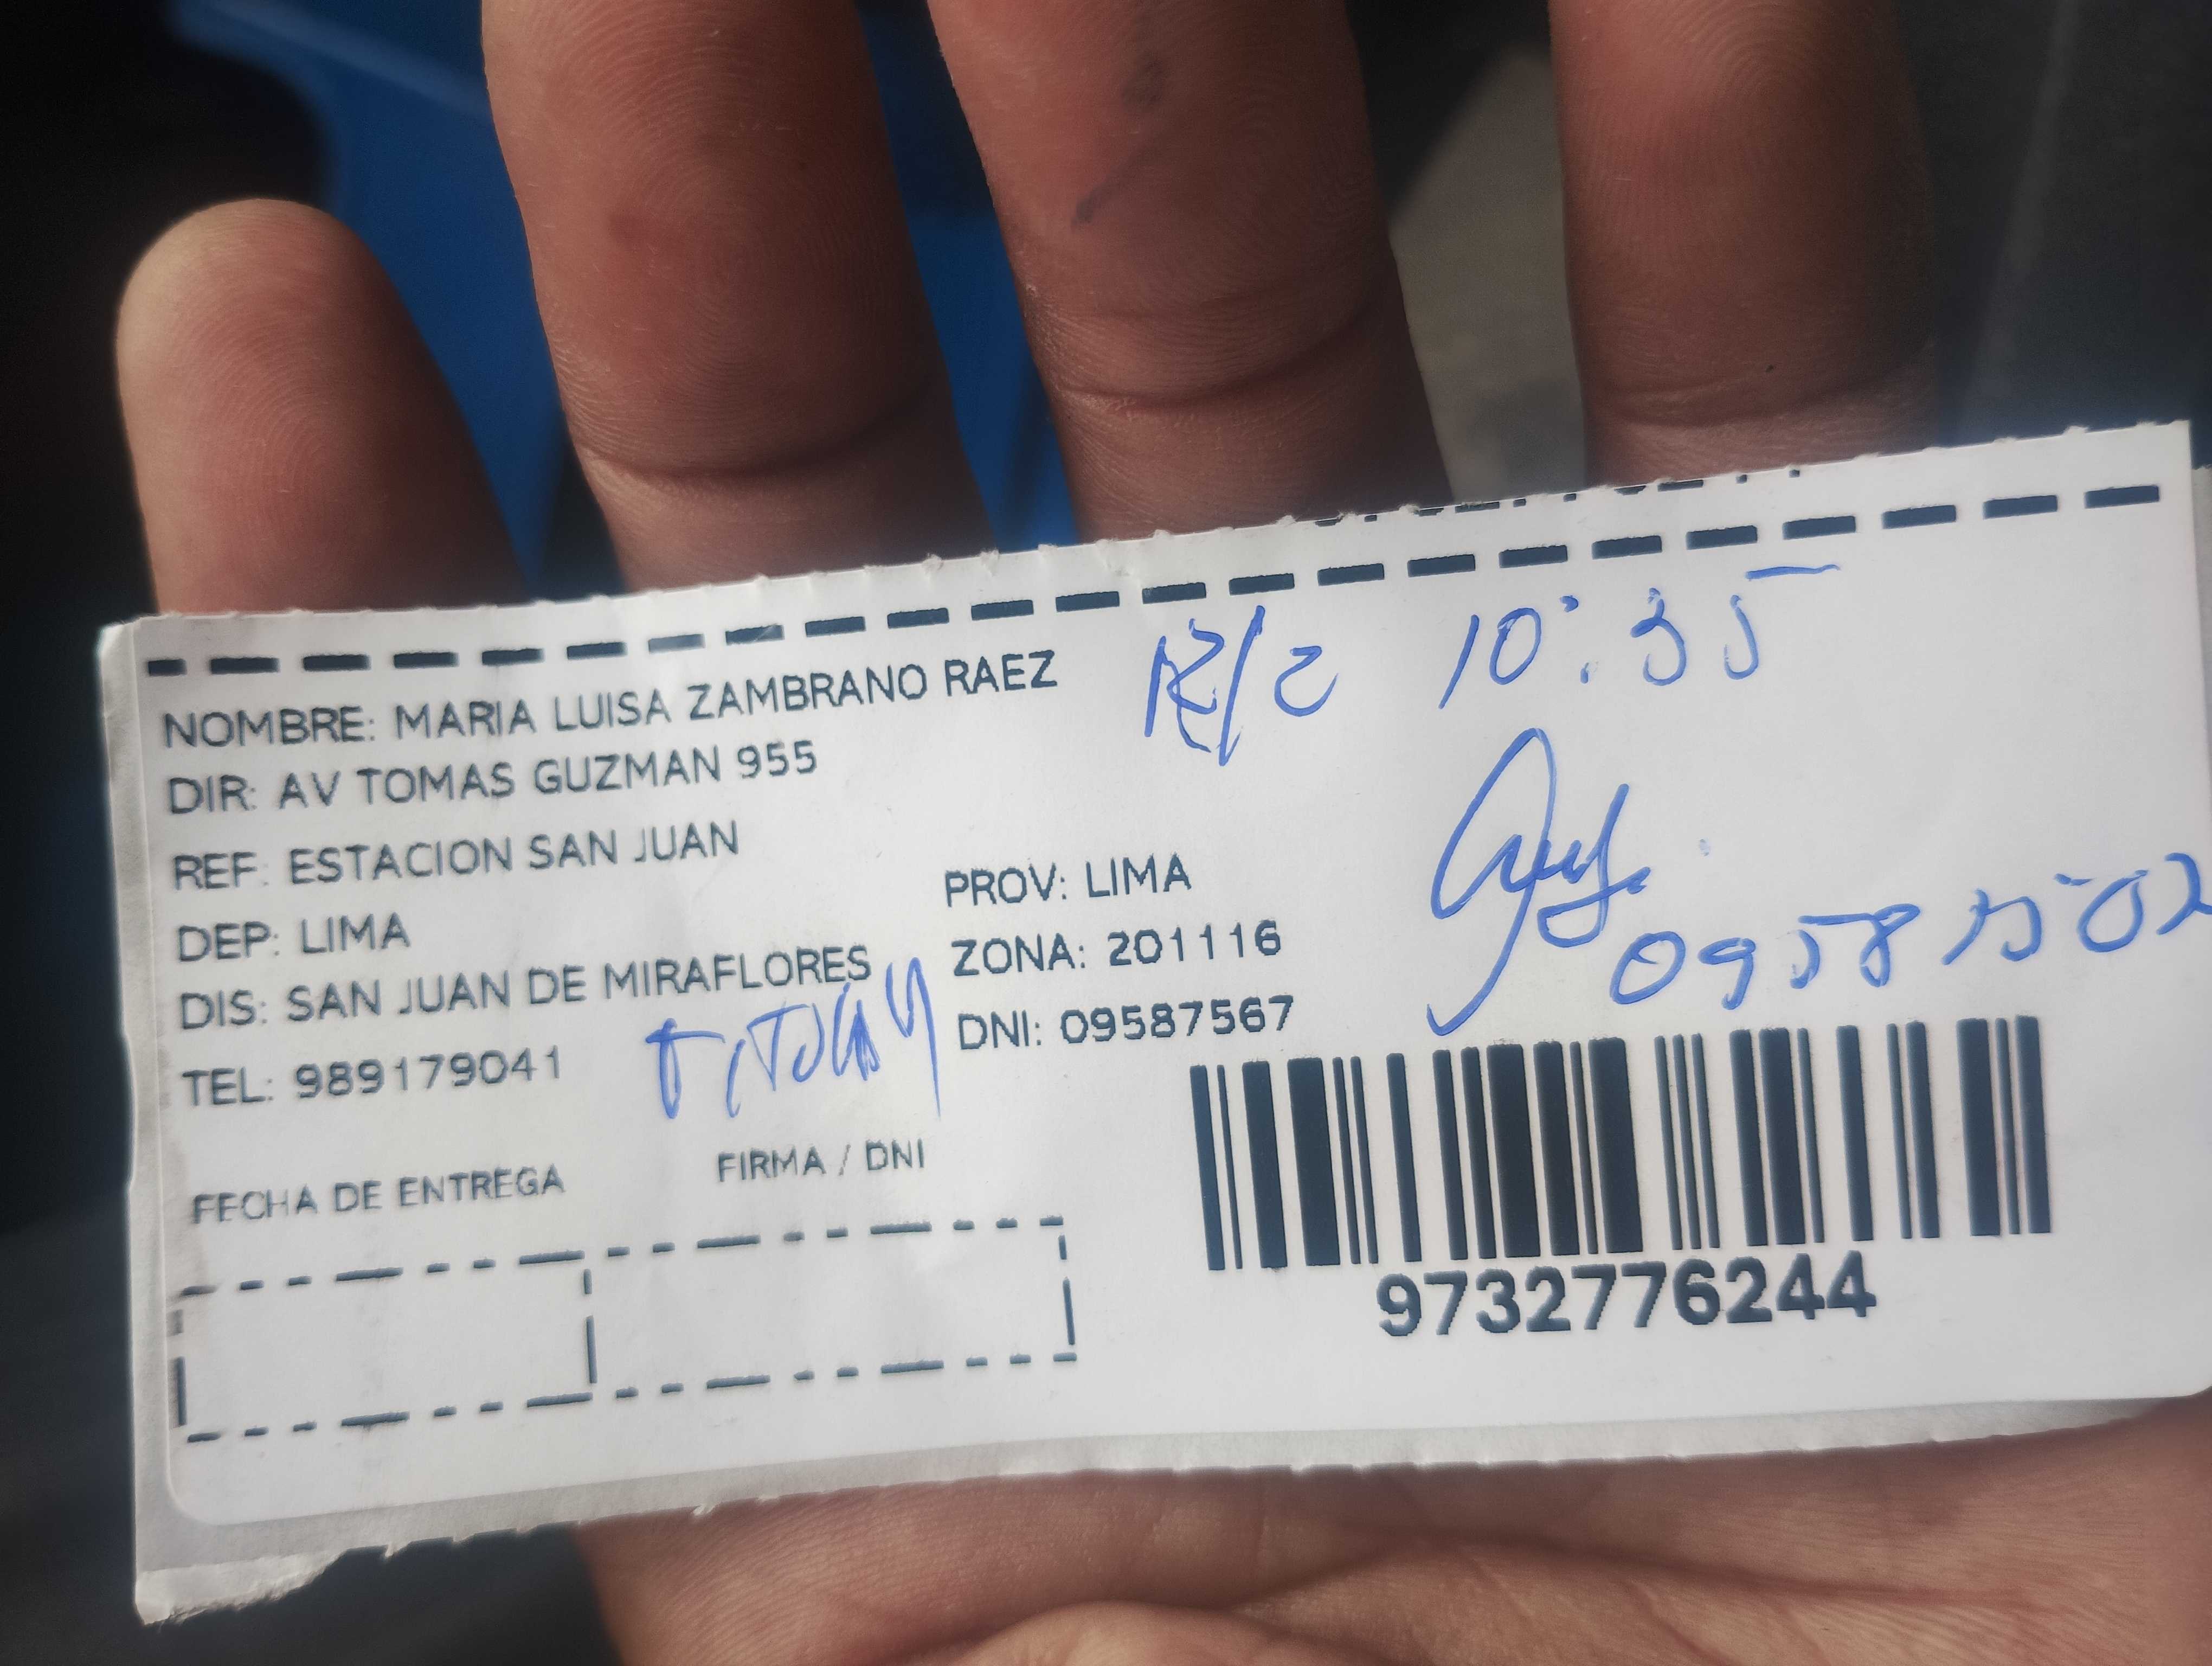 NOMBRE: MARIA LUISA ZAMBRANO RAEZ
R/c 10:35
DIR: AV TOMAS GUZMAN 955
REF: ESTACION SAN JUAN
DEP: LIMA
PROV: LIMA
DIS: SAN JUAN DE MIRAFLORES
ZONA: 201116
TEL: 989179041
DNI: 09587567
FECHA DE ENTREGA
FIRMA / DNI
9732776244